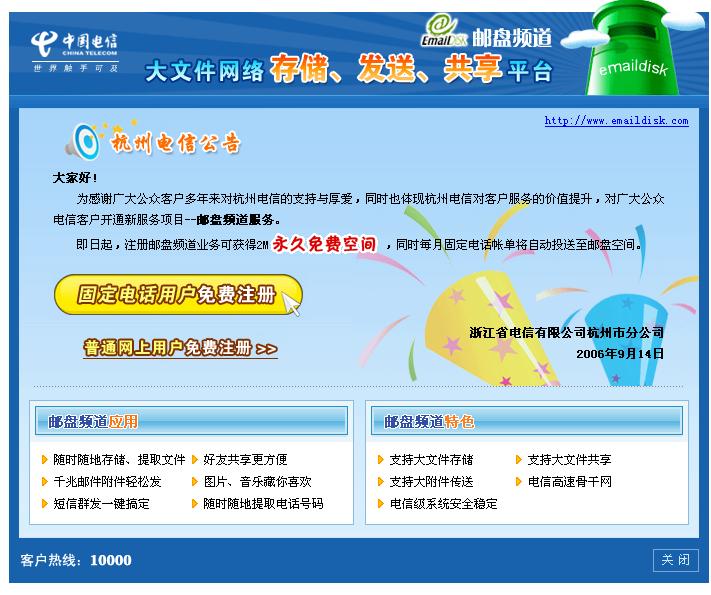 中国电信
CHINA TELECOM
世界触手可及
Email Disk 邮盘频道
大文件网络 存储、发送、共享 平台
emaildisk
http://www.emaildisk.com
杭州电信公告
大家好！
为感谢广大公众客户多年来对杭州电信的支持与厚爱，同时也体现杭州电信对客户服务的价值提升，对广大公众
电信客户开通新服务项目--邮盘频道服务。
即日起，注册邮盘频道业务可获得2M 永久免费空间 ，同时每月固定电话帐单将自动投送至邮盘空间。
固定电话用户免费注册
普通网上用户免费注册 >>
浙江省电信有限公司杭州市分公司
2006年9月14日
邮盘频道应用
随时随地存储、提取文件 好友共享更方便
千兆邮件附件轻松发 图片、音乐藏你喜欢
短信群发一键搞定 随时随地提取电话号码
邮盘频道特色
支持大文件存储 支持大文件共享
支持大附件传送 电信高速骨干网
电信级系统安全稳定
客户热线：10000
关 闭